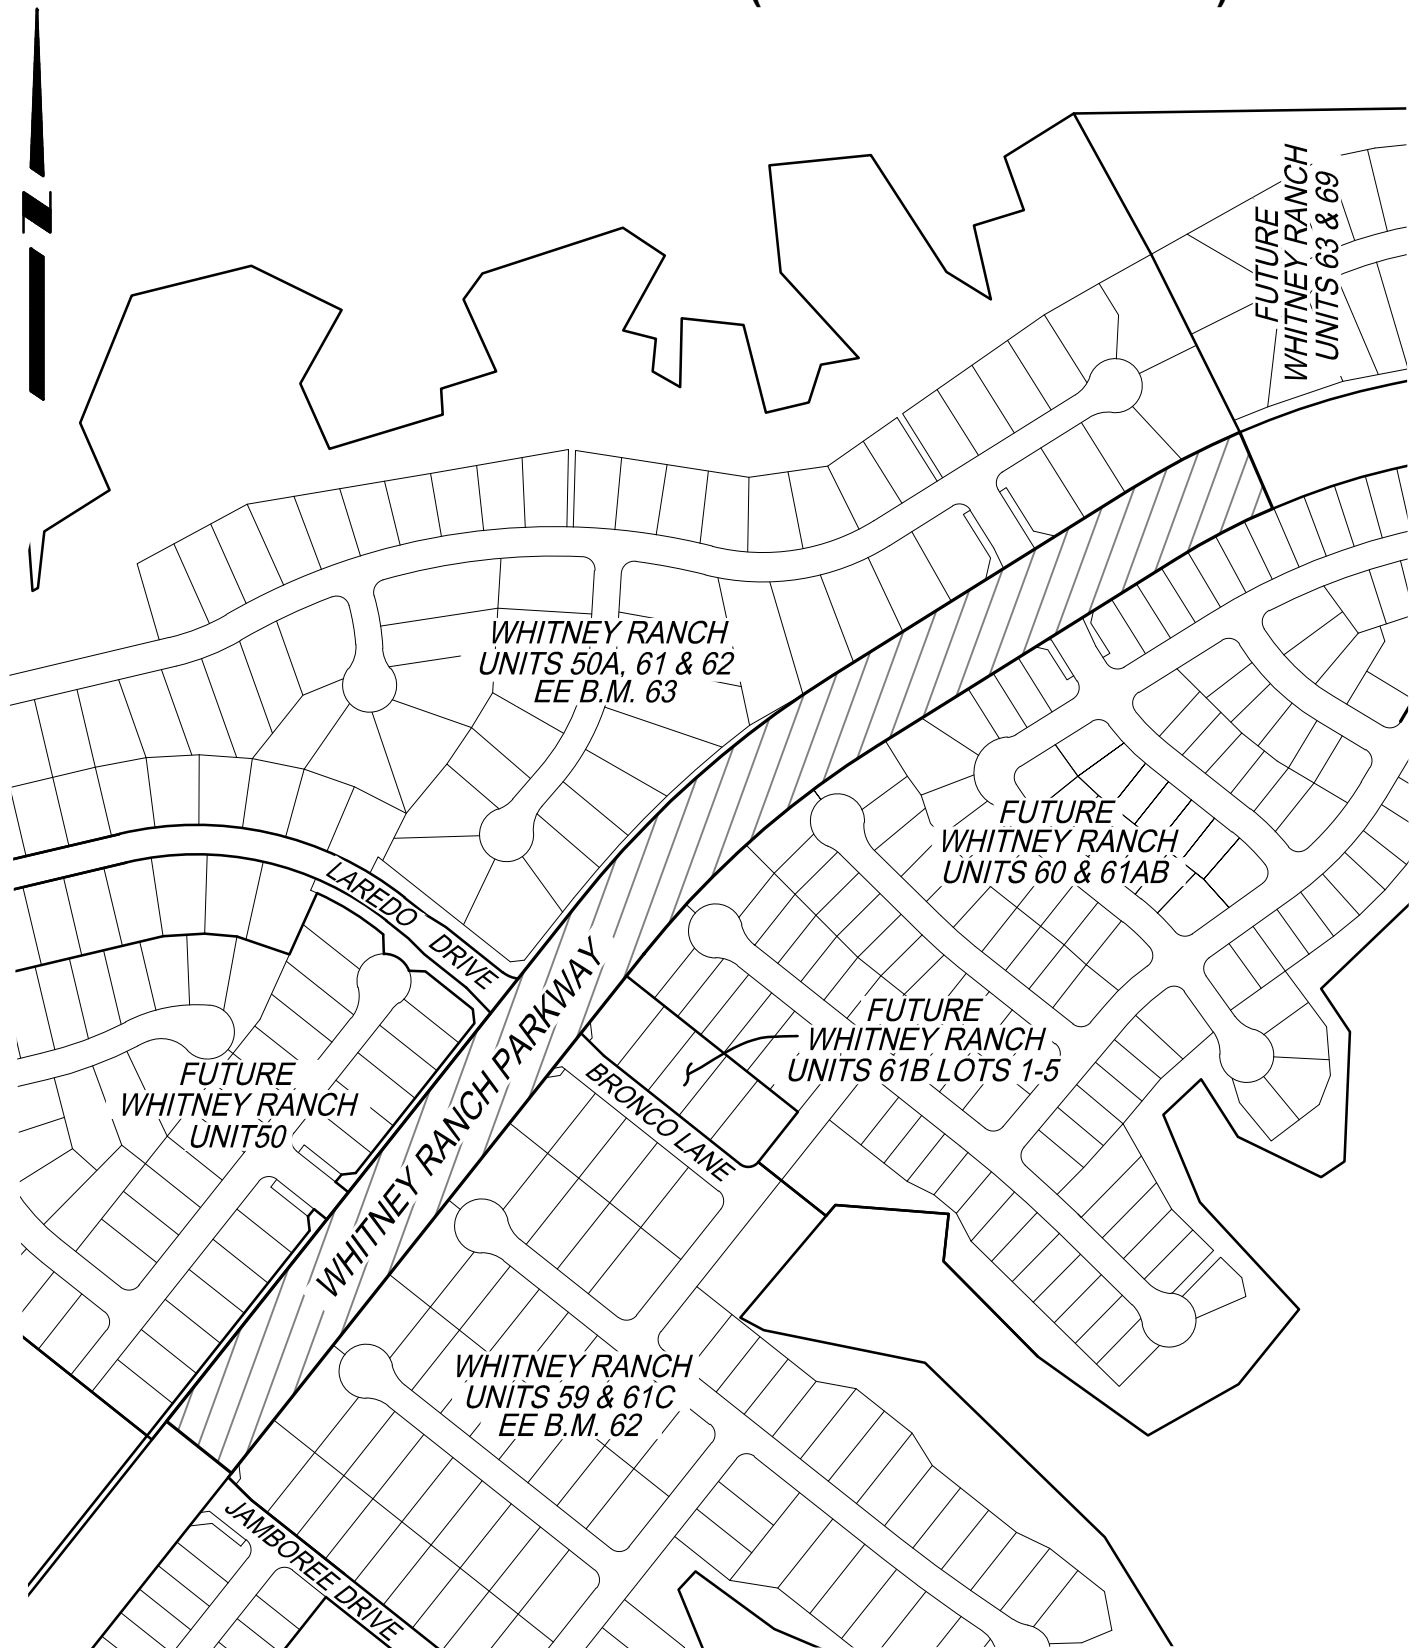 FUTURE
WHITNEY RANCH
UNITS 63 & 69
WHITNEY RANCH
UNITS 50A, 61 & 62
EE B.M. 63
FUTURE
WHITNEY RANCH
UNITS 60 & 61AB
LAREDO DRIVE
WHITNEY RANCH PARKWAY
FUTURE
WHITNEY RANCH
UNITS 61B LOTS 1-5
BRONCO LANE
FUTURE
WHITNEY RANCH
UNIT50
WHITNEY RANCH
UNITS 59 & 61C
EE B.M. 62
JAMBOREE DRIVE